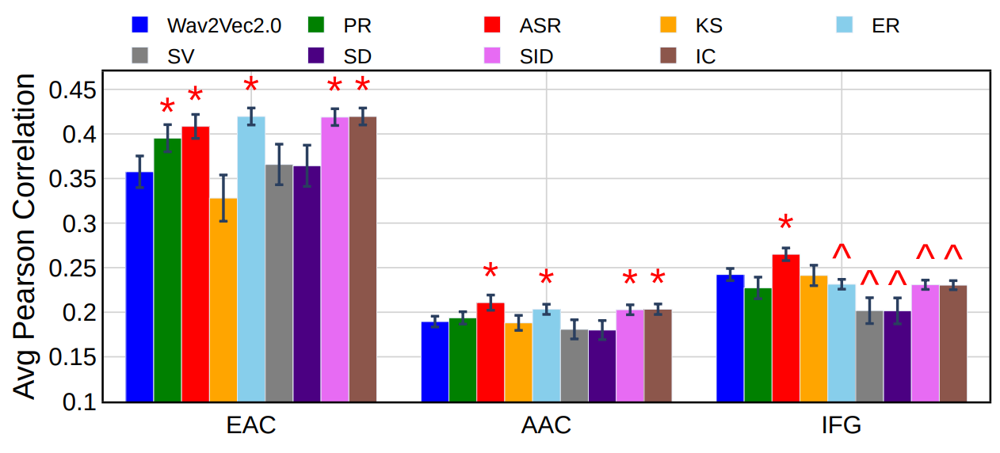 Wav2Vec2.0 PR ASR KS ER
SV SD SID IC
Avg Pearson Correlation
0.45
0.4
0.35
0.3
0.25
0.2
0.15
0.1
* * * * *
* * * *
* ^ ^ ^ ^ ^
EAC AAC IFG